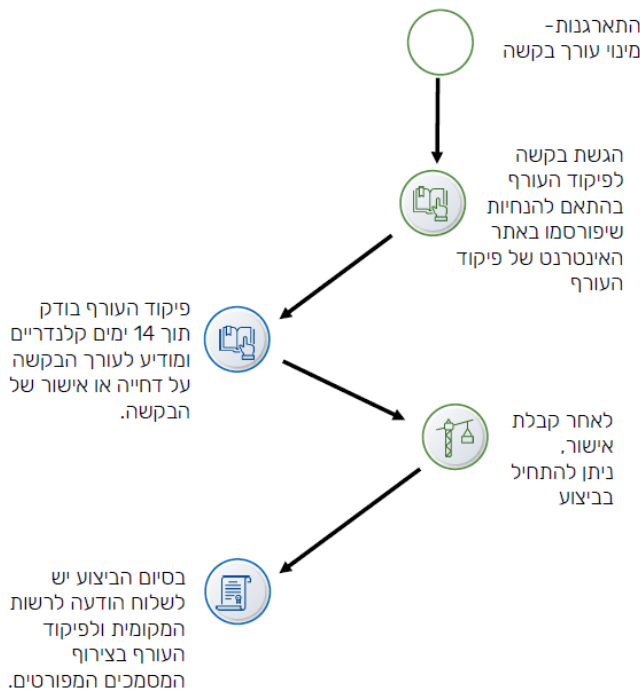 התארגנות-
מינוי עורך בקשה
הגשת בקשה
לפיקוד העורף
בהתאם להנחיות
שיפורסמו באתר
האינטרנט של פיקוד
העורף
פיקוד העורף בודק
תוך 14 ימים קלנדריים
ומודיע לעורך הבקשה
על דחייה או אישור של
הבקשה.
לאחר קבלת
אישור,
ניתן להתחיל
בביצוע
בסיום הביצוע יש
לשלוח הודעה לרשות
המקומית ולפיקוד
העורף בצירוף
המסמכים המפורטים.